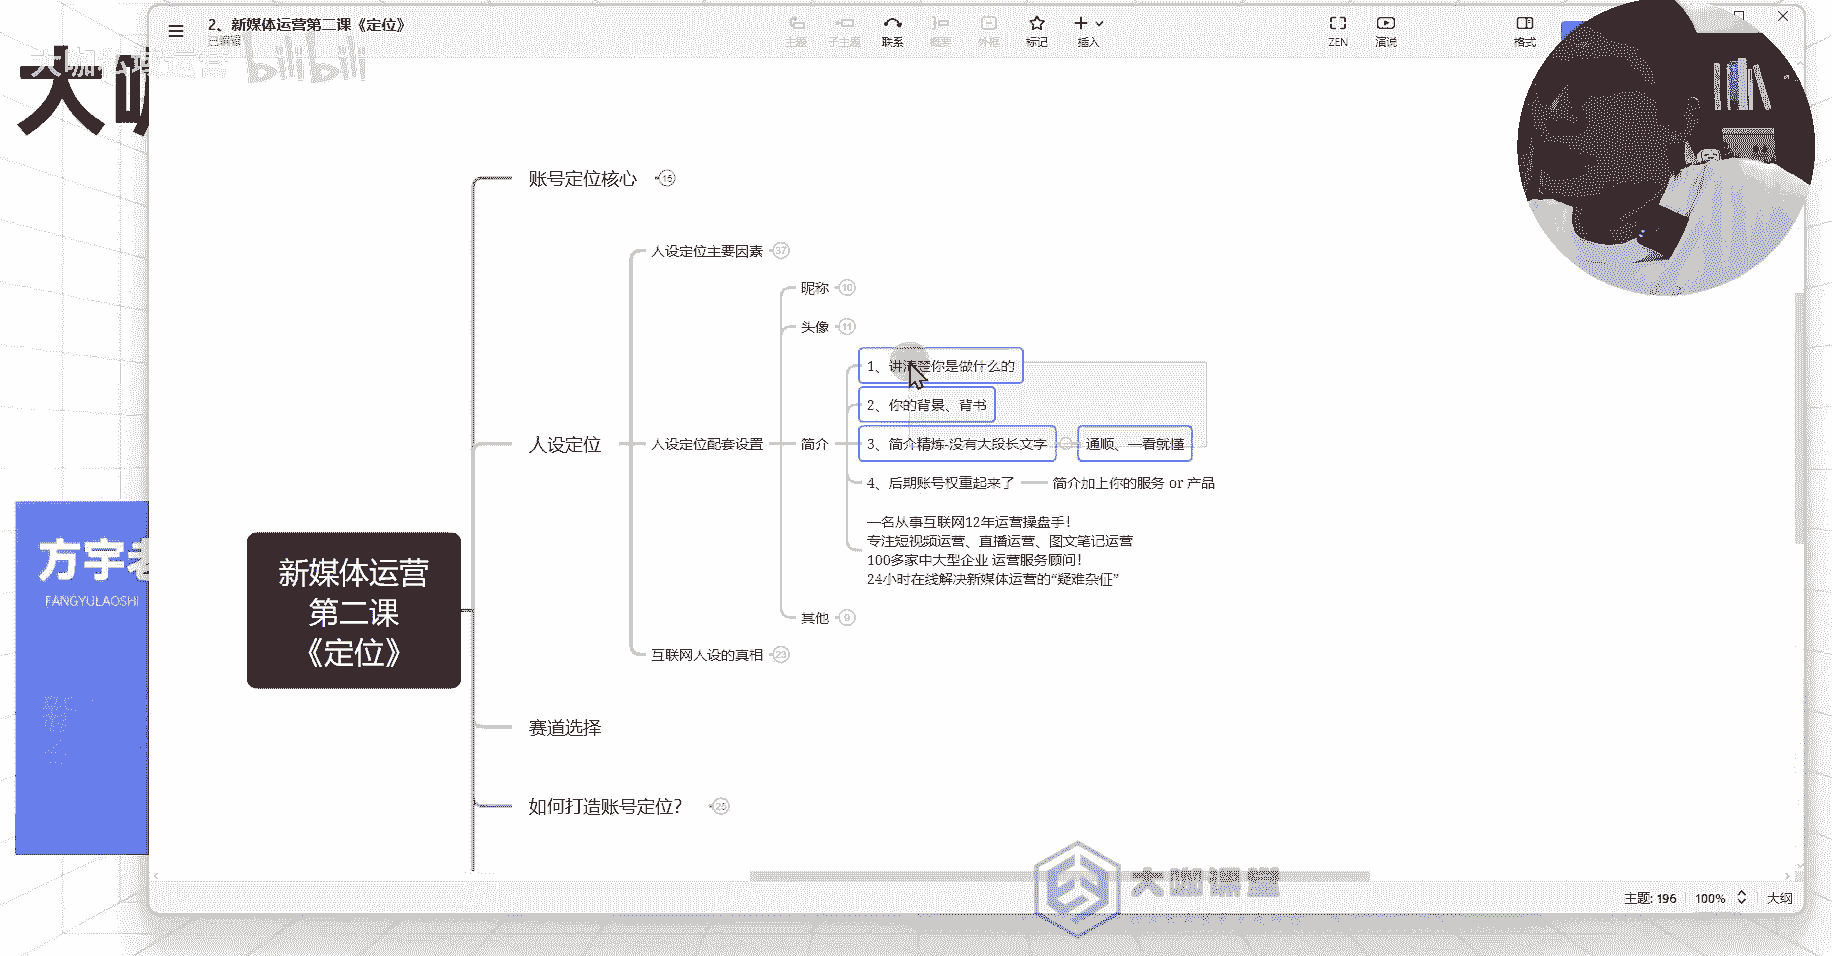 2、新媒体运营第二课《定位》
已编辑
主题
子主题
联系
概要
外框
标记
插入
ZEN
演说
格式
bilibili
账号定位核心
15
人设定位主要因素
37
昵称
10
头像
11
1、讲清楚你是做什么的
2、你的背景、背书
3、简介精炼-没有大段长文字
通顺、一看就懂
人设定位
人设定位配套设置
简介
4、后期账号权重起来了
简介加上你的服务 or 产品
一名从事互联网12年运营操盘手!
专注短视频运营、直播运营、图文笔记运营
100多家中大型企业 运营服务顾问!
24小时在线解决新媒体运营的“疑难杂征”
其他
9
互联网人设的真相
23
新媒体运营
第二课
《定位》
赛道选择
如何打造账号定位?
方宇老
FANGYULAOSHI
大咖课堂
主题: 196
100%
大纲